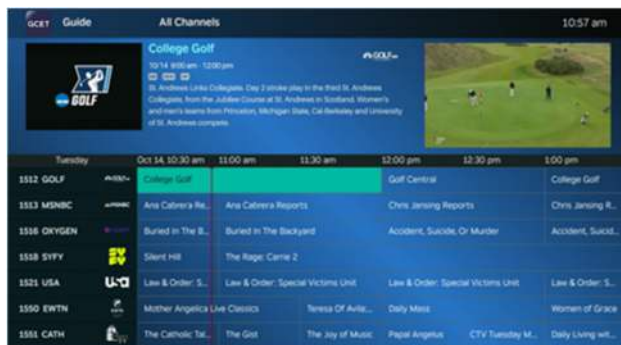 GCET Guide All Channels 10:57 am
College Golf
GOLF
10/14 9:00 am - 12:00 pm
St. Andrews Links Collegiate. Day 2 stroke play in the third St. Andrews
Collegiate, from the Jubilee Course at St. Andrews in Scotland. Women's
and men's teams from Princeton, Michigan State, Cal-Berkeley and University
of St. Andrews compete.
GOLF
Tuesday Oct 14, 10:30 am 11:00 am 11:30 am 12:00 pm 12:30 pm 1:00 pm
1512 GOLF GOLF College Golf Golf Central College Golf
1513 MSNBC MSNBC Ana Cabrera Re... Ana Cabrera Reports Chris Jansing Reports Chris Jansing R...
1516 OXYGEN Buried In The B... Buried In The Backyard Accident, Suicide, Or Murder Accident, Suicid...
1518 SYFY SYFY Silent Hill The Rage: Carrie 2
1521 USA USA Law & Order: S... Law & Order: Special Victims Unit Law & Order: Special Victims Unit Law & Order: S...
1550 EWTN Mother Angelica Live Classics Teresa Of Avila... Daily Mass Women of Grace
1551 CATH The Catholic Tal... The Gist The Joy of Music Papal Angelus CTV Tuesday M... Daily Living wit...